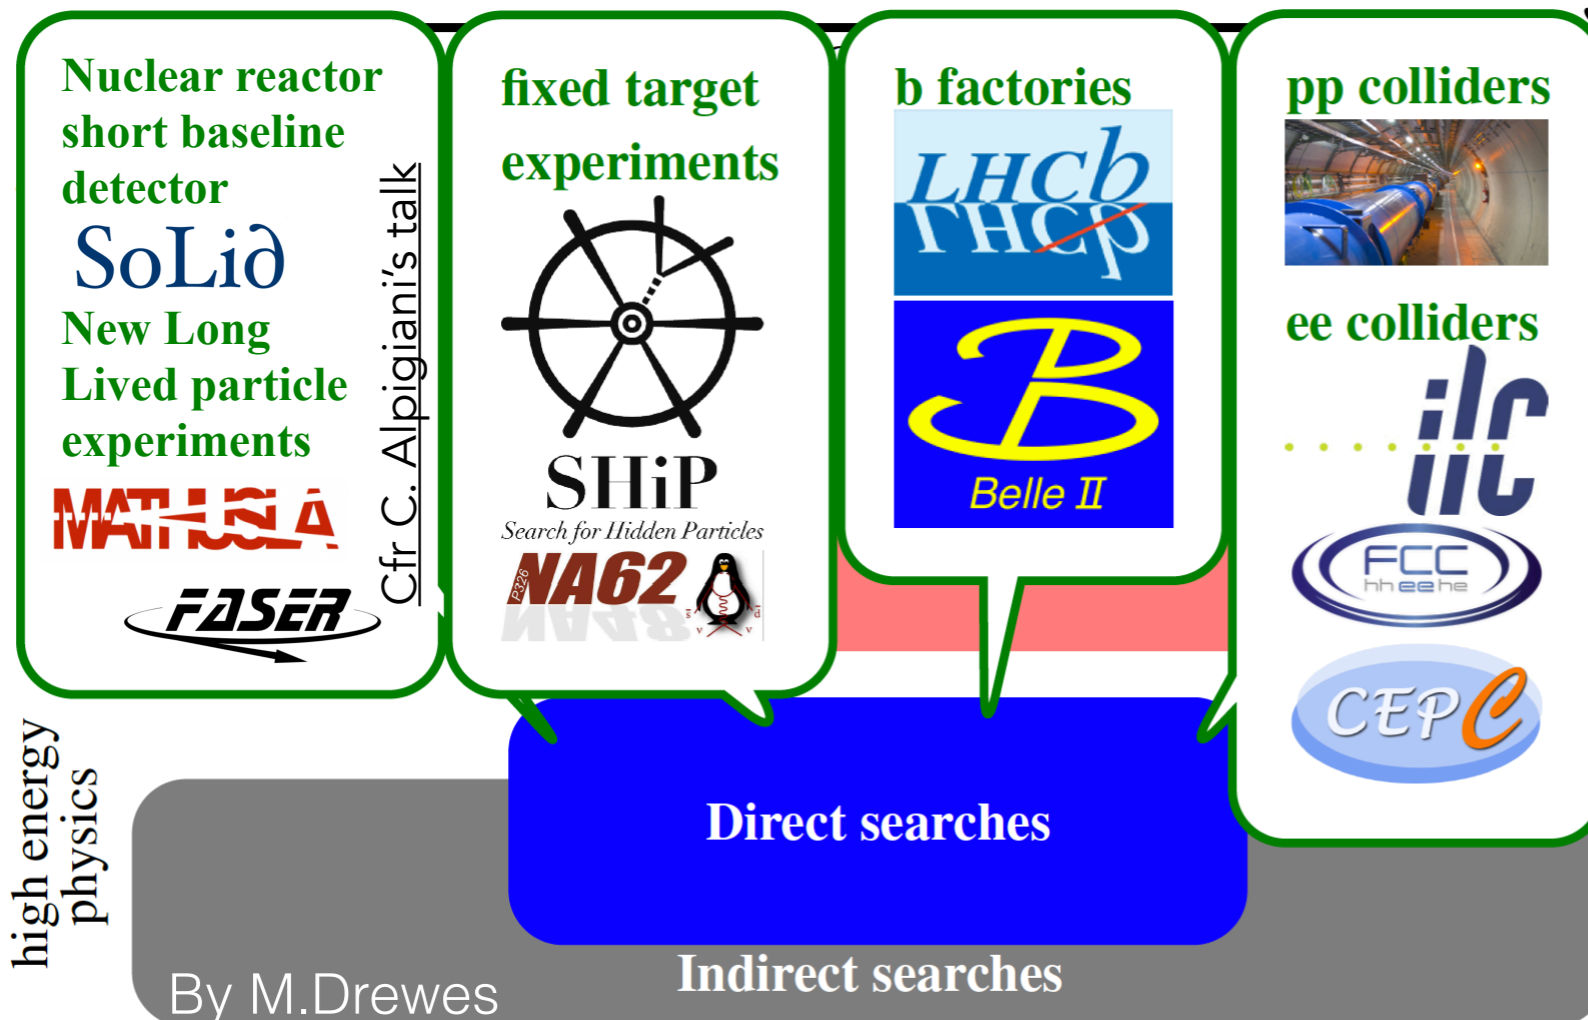 Nuclear reactor
short baseline
detector
SoLid
New Long
Lived particle
experiments
MATHUSLA
FASER
Cfr C. Alpigiani's talk
fixed target
experiments
SHiP
Search for Hidden Particles
P326
NA62
NA48
b factories
LHCb
LHCb
Belle II
pp colliders
ee colliders
ilc
FCC
hh ee he
CEPC
high energy
physics
Direct searches
Indirect searches
By M.Drewes